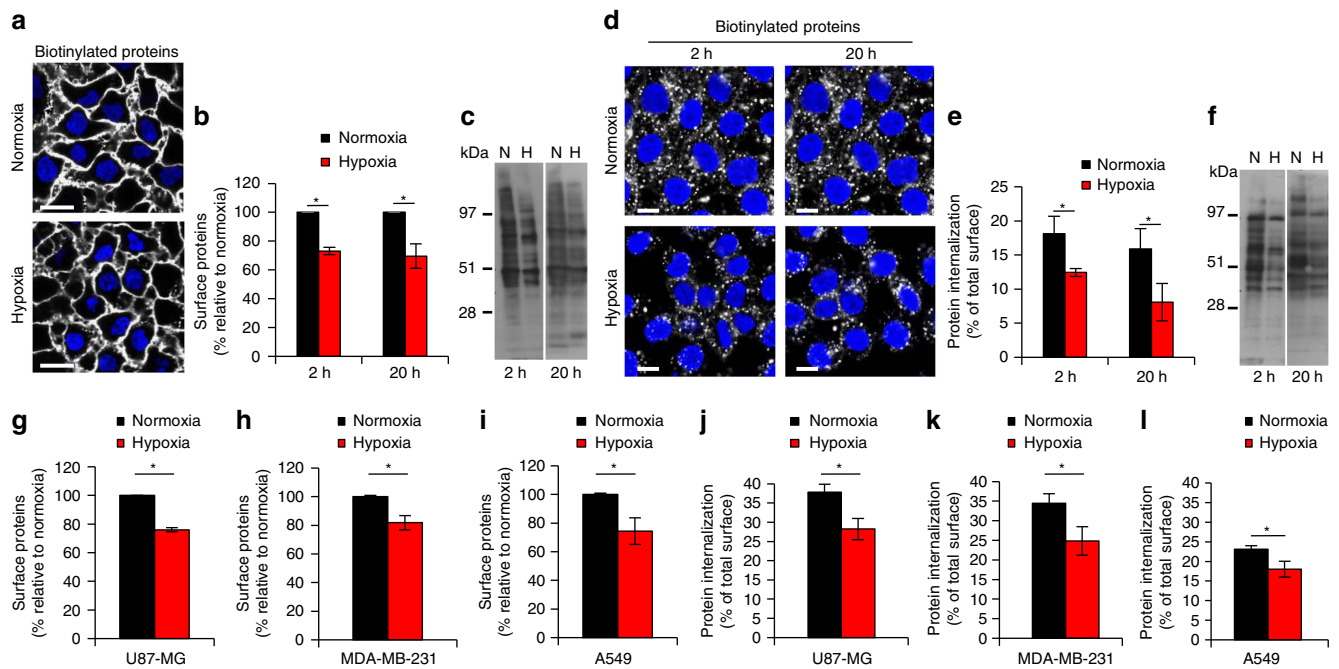 a
Biotinylated proteins
Normoxia
Hypoxia
b
Normoxia
Hypoxia
Surface proteins
(% relative to normoxia)
120
100
80
60
40
20
0
*
*
2 h
20 h
c
kDa
N H
N H
97
51
28
2 h
20 h
d
Biotinylated proteins
2 h
20 h
Normoxia
Hypoxia
e
Normoxia
Hypoxia
Protein internalization
(% of total surface)
25
20
15
10
5
0
*
*
2 h
20 h
f
kDa
N H
N H
97
51
28
2 h
20 h
g
Normoxia
Hypoxia
Surface proteins
(% relative to normoxia)
120
100
80
60
40
20
0
*
U87-MG
h
Normoxia
Hypoxia
Surface proteins
(% relative to normoxia)
120
100
80
60
40
20
0
*
MDA-MB-231
i
Normoxia
Hypoxia
Surface proteins
(% relative to normoxia)
120
100
80
60
40
20
0
*
A549
j
Normoxia
Hypoxia
Protein internalization
(% of total surface)
40
35
30
25
20
15
10
5
0
*
U87-MG
k
Normoxia
Hypoxia
Protein internalization
(% of total surface)
40
35
30
25
20
15
10
5
0
*
MDA-MB-231
l
Normoxia
Hypoxia
Protein internalization
(% of total surface)
40
35
30
25
20
15
10
5
0
*
A549